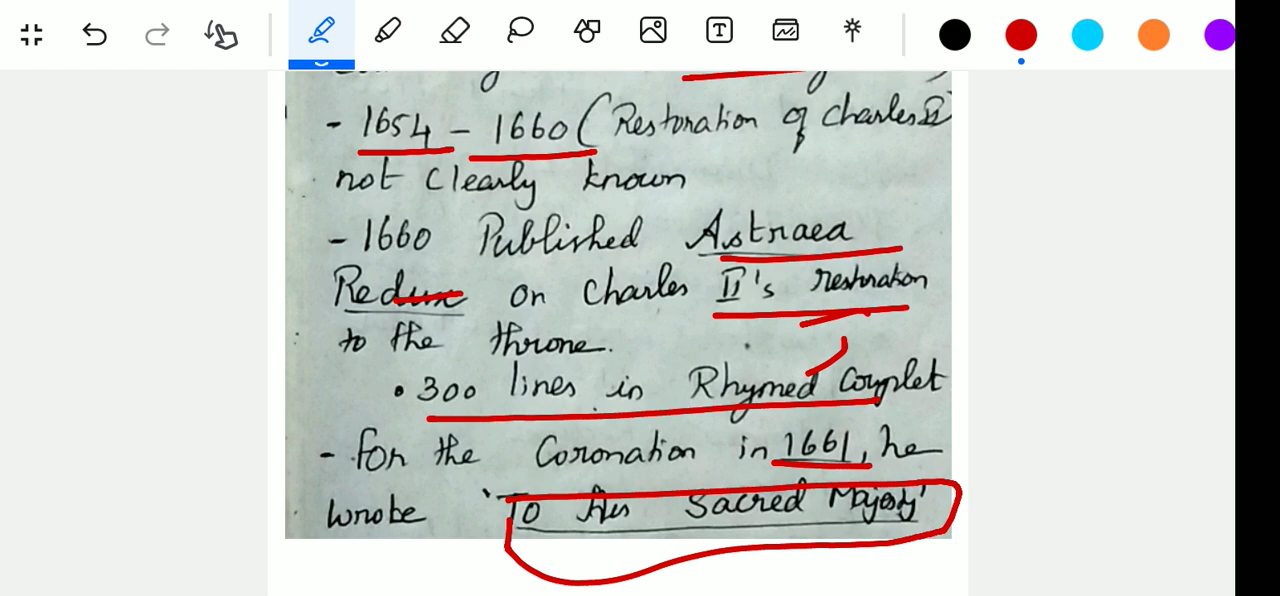 - 1654 - 1660 (Restoration of Charles II)
not clearly known
- 1660 Published Astraea
Redux on Charles II's restoration
to the throne.
• 300 lines in Rhymed Couplet
- for the Coronation in 1661, he
wrote 'To His Sacred Majesty'